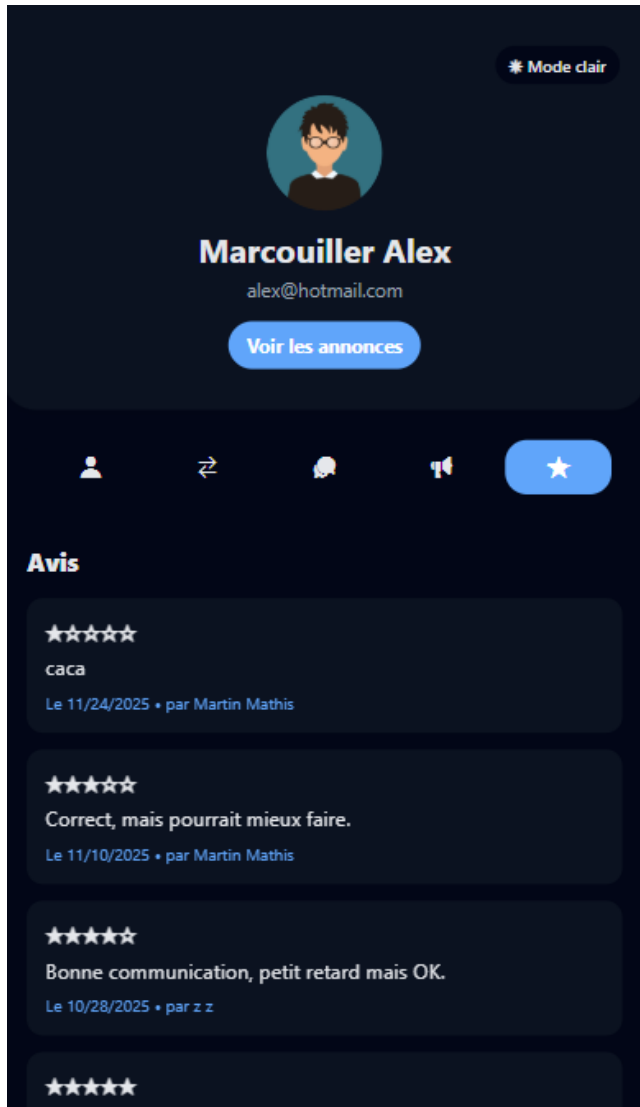 Mode clair
Marcouiller Alex
alex@hotmail.com
Voir les annonces
Avis
★☆☆☆☆
caca
Le 11/24/2025 • par Martin Mathis
★★★☆☆
Correct, mais pourrait mieux faire.
Le 11/10/2025 • par Martin Mathis
★★★★☆
Bonne communication, petit retard mais OK.
Le 10/28/2025 • par z z
★★★★★